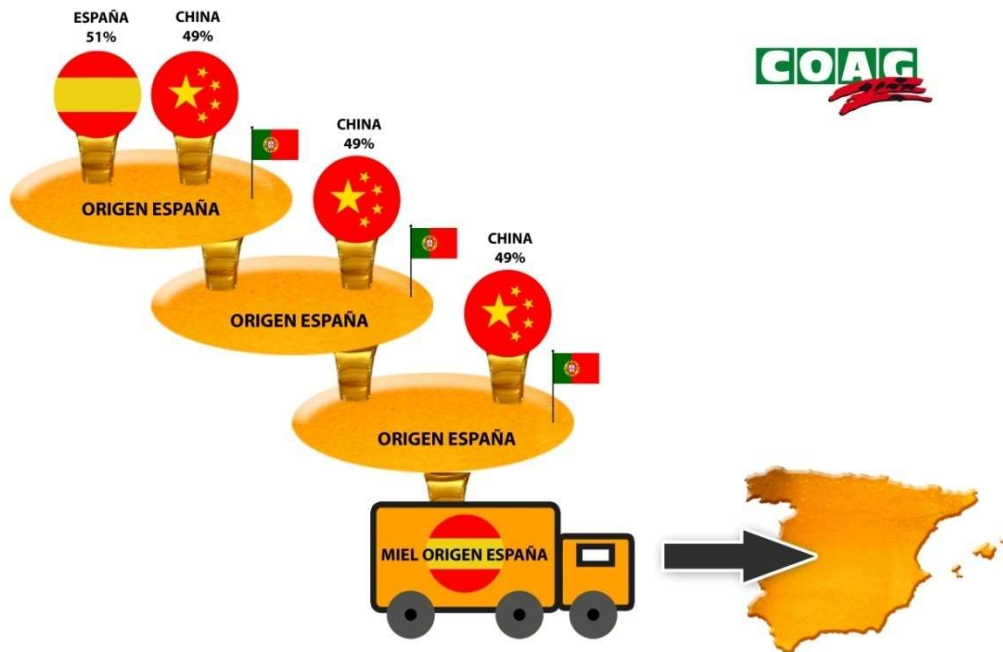 ESPAÑA
51%
CHINA
49%
COAG
CHINA
49%
ORIGEN ESPAÑA
CHINA
49%
ORIGEN ESPAÑA
ORIGEN ESPAÑA
MIEL ORIGEN ESPAÑA